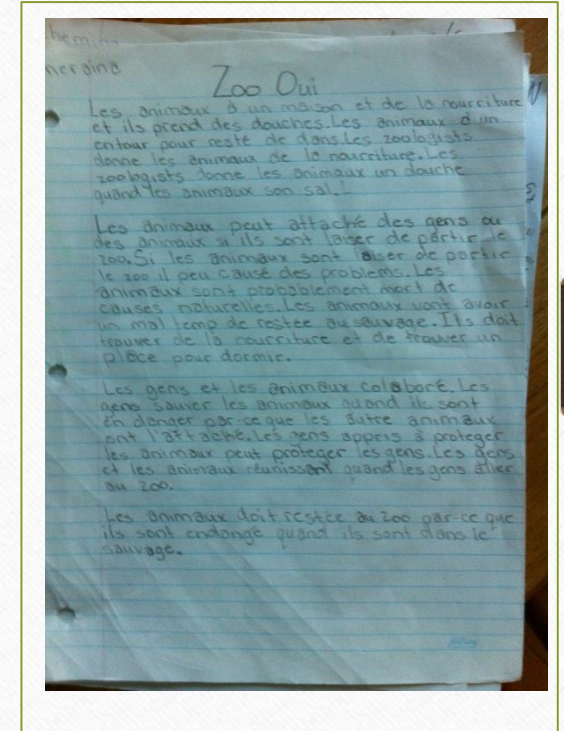 Zoo Oui
Les animaux à un maison et de la nourriture
et ils prend des douches. Les animaux à un
entour pour resté de dans. Les zoologists
donne les animaux de la nourriture. Les
zoologists donne les animaux un douche
quand les animaux son sal!
Les animaux peut attaché des gens ou
des animaux si ils sont laiser de partir le
zoo. Si les animaux sont laiser de partir
le zoo il peu causé des problems. Les
animaux sont probablement mort de
causes naturelles. Les animaux vont avoir
un mal temp de restée au sauvage. Ils doit
trouver de la nourriture et de trouver un
place pour dormir.
Les gens et les animaux colaboré. Les
gens sauver les animaux quand ils sont
en danger par-ce que les autre animaux
ont l'attaché. Les gens appris à proteger
les animaux peut proteger les gens. Les gens
et les animaux réunissent quand les gens aller
au zoo.
Les animaux doit restée au zoo par-ce que
ils sont endangé quand ils sont dans le
sauvage.